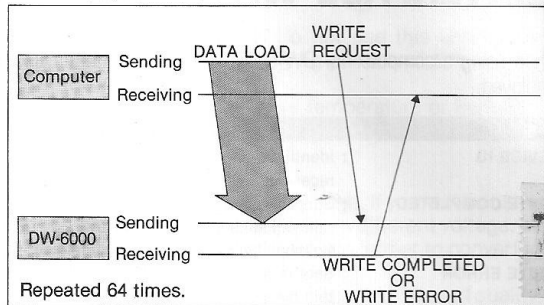 WRITE
DATA LOAD REQUEST
Sending
Computer
Receiving
Sending
DW-6000
Receiving
WRITE COMPLETED
OR
WRITE ERROR
Repeated 64 times.